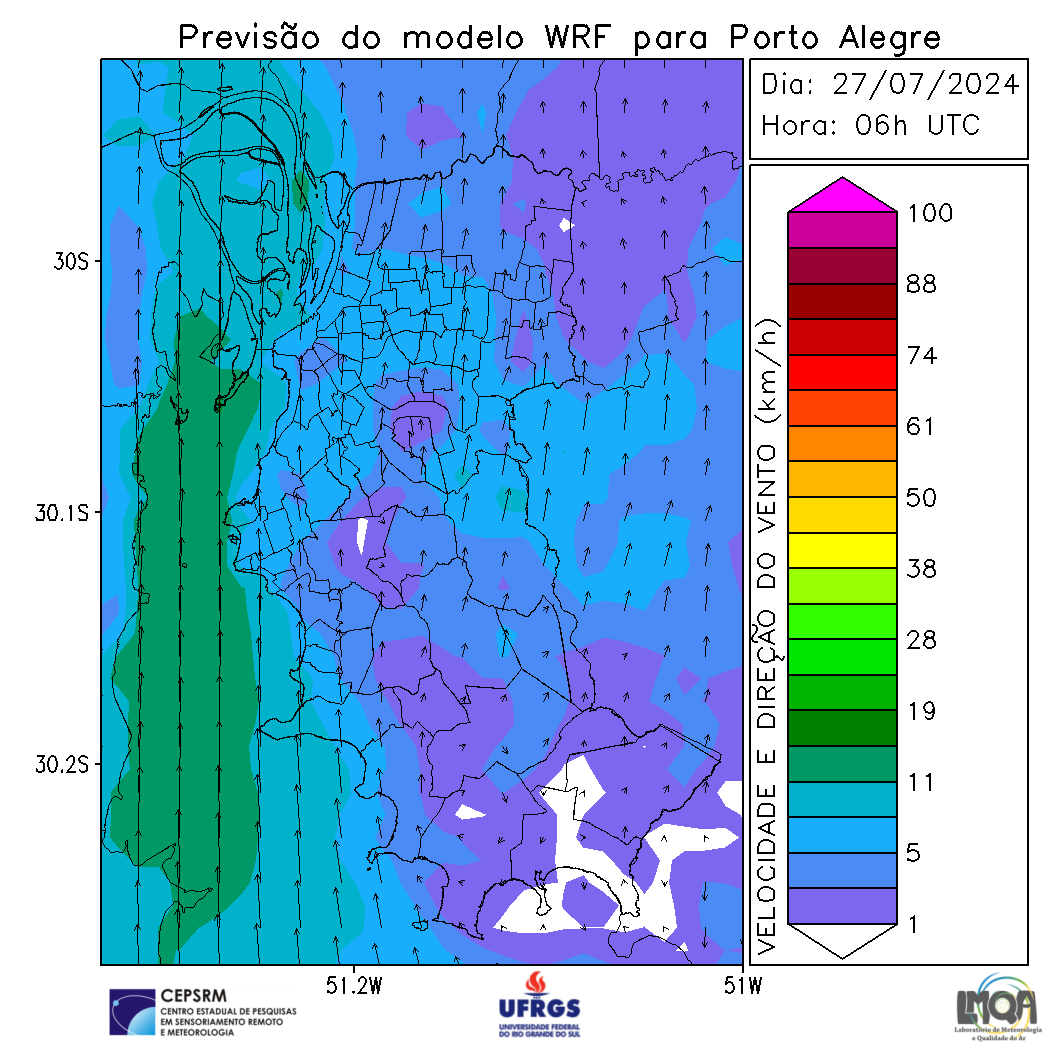 Previsão do modelo WRF para Porto Alegre
Dia: 27/07/2024
Hora: 06h UTC
30S
30.1S
30.2S
51.2W
51W
VELOCIDADE E DIREÇÃO DO VENTO (km/h)
100
88
74
61
50
38
28
19
11
5
1
CEPSRM
CENTRO ESTADUAL DE PESQUISAS
EM SENSORIAMENTO REMOTO
E METEOROLOGIA
UFRGS
UNIVERSIDADE FEDERAL
DO RIO GRANDE DO SUL
LMQA
Laboratório de Meteorologia
e Qualidade do Ar